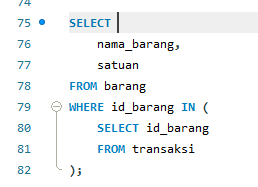 74
75 SELECT
76 nama_barang,
77 satuan
78 FROM barang
79 WHERE id_barang IN (
80 SELECT id_barang
81 FROM transaksi
82 );